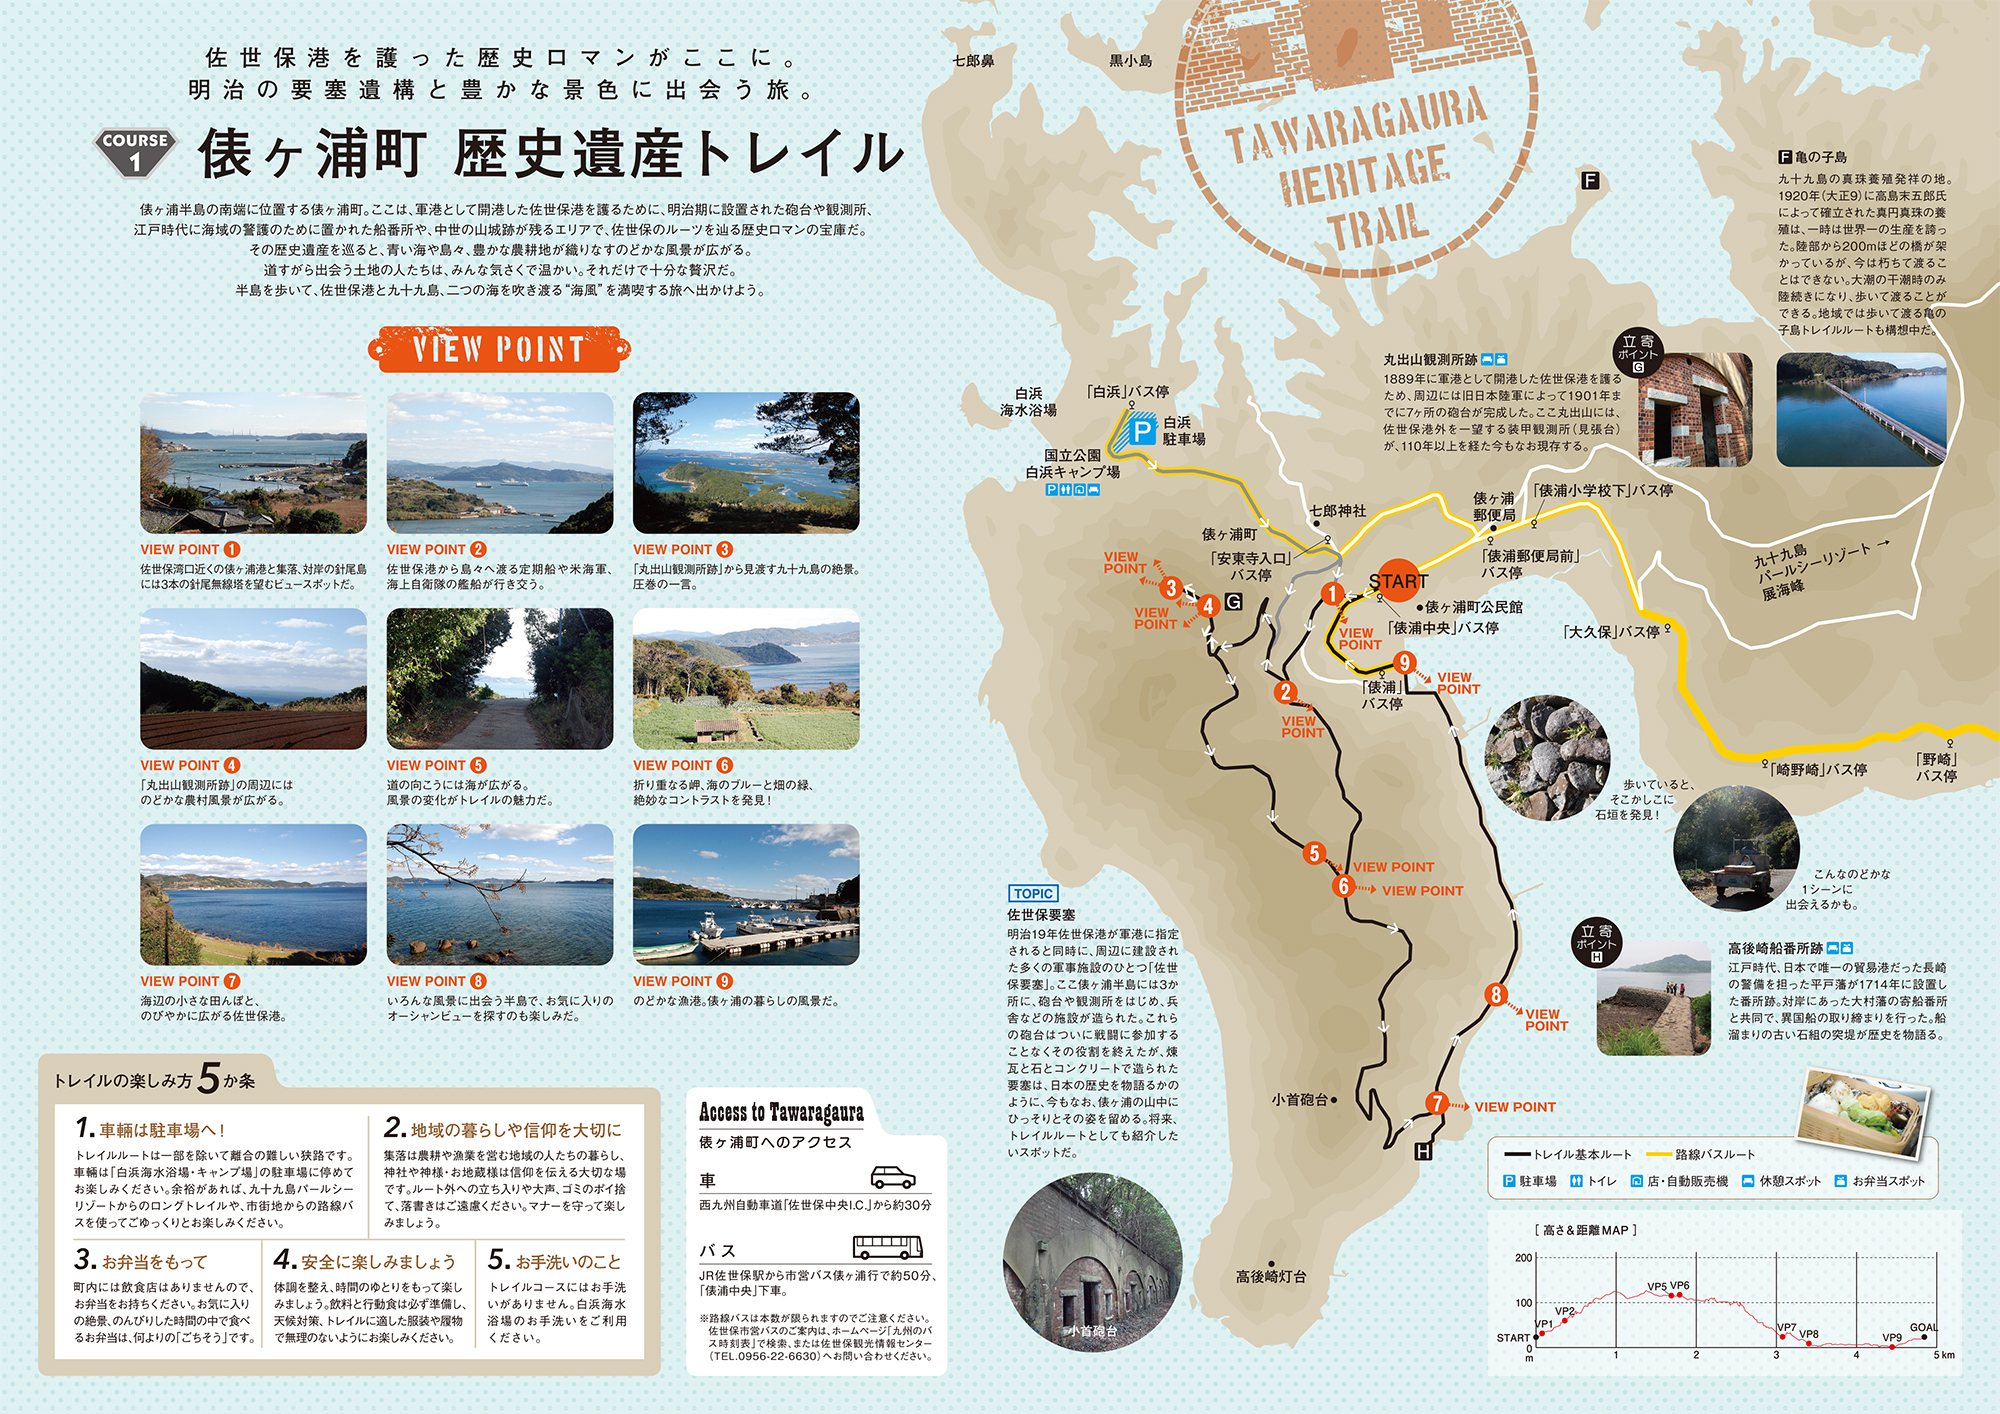 佐世保港を護った歴史ロマンがここに。
明治の要塞遺構と豊かな景色に出会う旅。
COURSE
1
俵ヶ浦町 歴史遺産トレイル
俵ヶ浦半島の南端に位置する俵ヶ浦町。ここは、軍港として開港した佐世保港を護るために、明治期に設置された砲台や観測所、
江戸時代に海域の警護のために置かれた船番所や、中世の山城跡が残るエリアで、佐世保のルーツを辿る歴史ロマンの宝庫だ。
その歴史遺産を巡ると、青い海や島々、豊かな農耕地が織りなすのどかな風景が広がる。
道すがら出会う土地の人たちは、みんな気さくで温かい。それだけで十分な贅沢だ。
半島を歩いて、佐世保港と九十九島、二つの海を吹き渡る“海風”を満喫する旅へ出かけよう。
VIEW POINT
VIEW POINT 1
佐世保湾口近くの俵ヶ浦港と集落、対岸の針尾島
には3本の針尾無線塔を望むビュースポットだ。
VIEW POINT 2
佐世保港から島々へ渡る定期船や米海軍、
海上自衛隊の艦船が行き交う。
VIEW POINT 3
「丸出山観測所跡」から見渡す九十九島の絶景。
圧巻の一言。
VIEW POINT 4
「丸出山観測所跡」の周辺には
のどかな農村風景が広がる。
VIEW POINT 5
道の向こうには海が広がる。
風景の変化がトレイルの魅力だ。
VIEW POINT 6
折り重なる岬、海のブルーと畑の緑、
絶妙なコントラストを発見！
VIEW POINT 7
海辺の小さな田んぼと、
のびやかに広がる佐世保港。
VIEW POINT 8
いろんな風景に出会う半島で、お気に入りの
オーシャンビューを探すのも楽しみだ。
VIEW POINT 9
のどかな漁港。俵ヶ浦の暮らしの風景だ。
トレイルの楽しみ方5か条
1.車輌は駐車場へ！
トレイルルートは一部を除いて離合の難しい狭路です。
車輌は「白浜海水浴場・キャンプ場」の駐車場に停めて
お楽しみください。余裕があれば、九十九島パールシー
リゾートからのロングトレイルや、市街地からの路線バ
スを使ってごゆっくりとお楽しみください。
2.地域の暮らしや信仰を大切に
集落は農耕や漁業を営む地域の人たちの暮らし、
神社や神様・お地蔵様は信仰を伝える大切な場
です。ルート外への立ち入りや大声、ゴミのポイ捨
て、落書きはご遠慮ください。マナーを守って楽し
みましょう。
3.お弁当をもって
町内には飲食店はありませんので、
お弁当をお持ちください。お気に入り
の絶景、のんびりした時間の中で食べ
るお弁当は、何よりの「ごちそう」です。
4.安全に楽しみましょう
体調を整え、時間のゆとりをもって楽し
みましょう。飲料と行動食は必ず準備し、
天候対策、トレイルに適した服装や履物
で無理のないようにお楽しみください。
5.お手洗いのこと
トレイルコースにはお手洗
いがありません。白浜海水
浴場のお手洗いをご利用
ください。
Access to Tawaragaura
俵ヶ浦町へのアクセス
車
西九州自動車道「佐世保中央I.C.」から約30分
バス
JR佐世保駅から市営バス俵ヶ浦行で約50分、
「俵浦中央」下車。
※路線バスは本数が限られますのでご注意ください。
佐世保市営バスのご案内は、ホームページ「九州のバ
ス時刻表」で検索、または佐世保観光情報センター
（TEL.0956-22-6630）へお問い合わせください。
七郎鼻
黒小島
TAWARAGAURA
HERITAGE
TRAIL
F
F 亀の子島
九十九島の真珠養殖発祥の地。
1920年（大正9）に高島末五郎氏
によって確立された真円真珠の養
殖は、一時は世界一の生産を誇っ
た。陸部から200mほどの橋が架
かっているが、今は朽ちて渡るこ
とはできない。大潮の干潮時のみ
陸続きになり、歩いて渡ることが
できる。地域では歩いて渡る亀の
子島トレイルルートも構想中だ。
丸出山観測所跡
1889年に軍港として開港した佐世保港を護る
ため、周辺には旧日本陸軍によって1901年ま
でに7ヶ所の砲台が完成した。ここ丸出山には、
佐世保港外を一望する装甲観測所（見張台）
が、110年以上を経た今もなお現存する。
立寄
ポイント
G
白浜
海水浴場
「白浜」バス停
P
白浜
駐車場
国立公園
白浜キャンプ場
P
七郎神社
俵ヶ浦町
「安東寺入口」
バス停
俵ヶ浦
郵便局
「俵浦小学校下」バス停
「俵浦郵便局前」
バス停
九十九島
パールシーリゾート →
展海峰
START
俵ヶ浦町公民館
「俵浦中央」バス停
「大久保」バス停
「俵浦」
バス停
「崎野崎」バス停
「野崎」
バス停
VIEW
POINT
3
VIEW
POINT
4
G
1
VIEW
POINT
9
VIEW
POINT
2
VIEW
POINT
5
VIEW POINT
6
VIEW POINT
8
VIEW
POINT
7
VIEW POINT
H
小首砲台
高後崎灯台
歩いていると、
そこかしこに
石垣を発見！
こんなのどかな
1シーンに
出会えるかも。
TOPIC
佐世保要塞
明治19年佐世保港が軍港に指定
されると同時に、周辺に建設され
た多くの軍事施設のひとつ「佐世
保要塞」。ここ俵ヶ浦半島には3か
所に、砲台や観測所をはじめ、兵
舎などの施設が造られた。これら
の砲台はついに戦闘に参加する
ことなくその役割を終えたが、煉
瓦と石とコンクリートで造られた
要塞は、日本の歴史を物語るかの
ように、今もなお、俵ヶ浦の山中に
ひっそりとその姿を留める。将来、
トレイルルートとしても紹介した
いスポットだ。
小首砲台
立寄
ポイント
H
高後崎船番所跡
江戸時代、日本で唯一の貿易港だった長崎
の警備を担った平戸藩が1714年に設置し
た番所跡。対岸にあった大村藩の寄船番所
と共同で、異国船の取り締まりを行った。船
溜まりの古い石組の突堤が歴史を物語る。
トレイル基本ルート 路線バスルート
P 駐車場 トイレ 店・自動販売機 休憩スポット お弁当スポット
［ 高さ＆距離MAP ］
200
100
0
m
START
VP1
VP2
VP5 VP6
VP7
VP8
VP9
GOAL
1 2 3 4 5 km